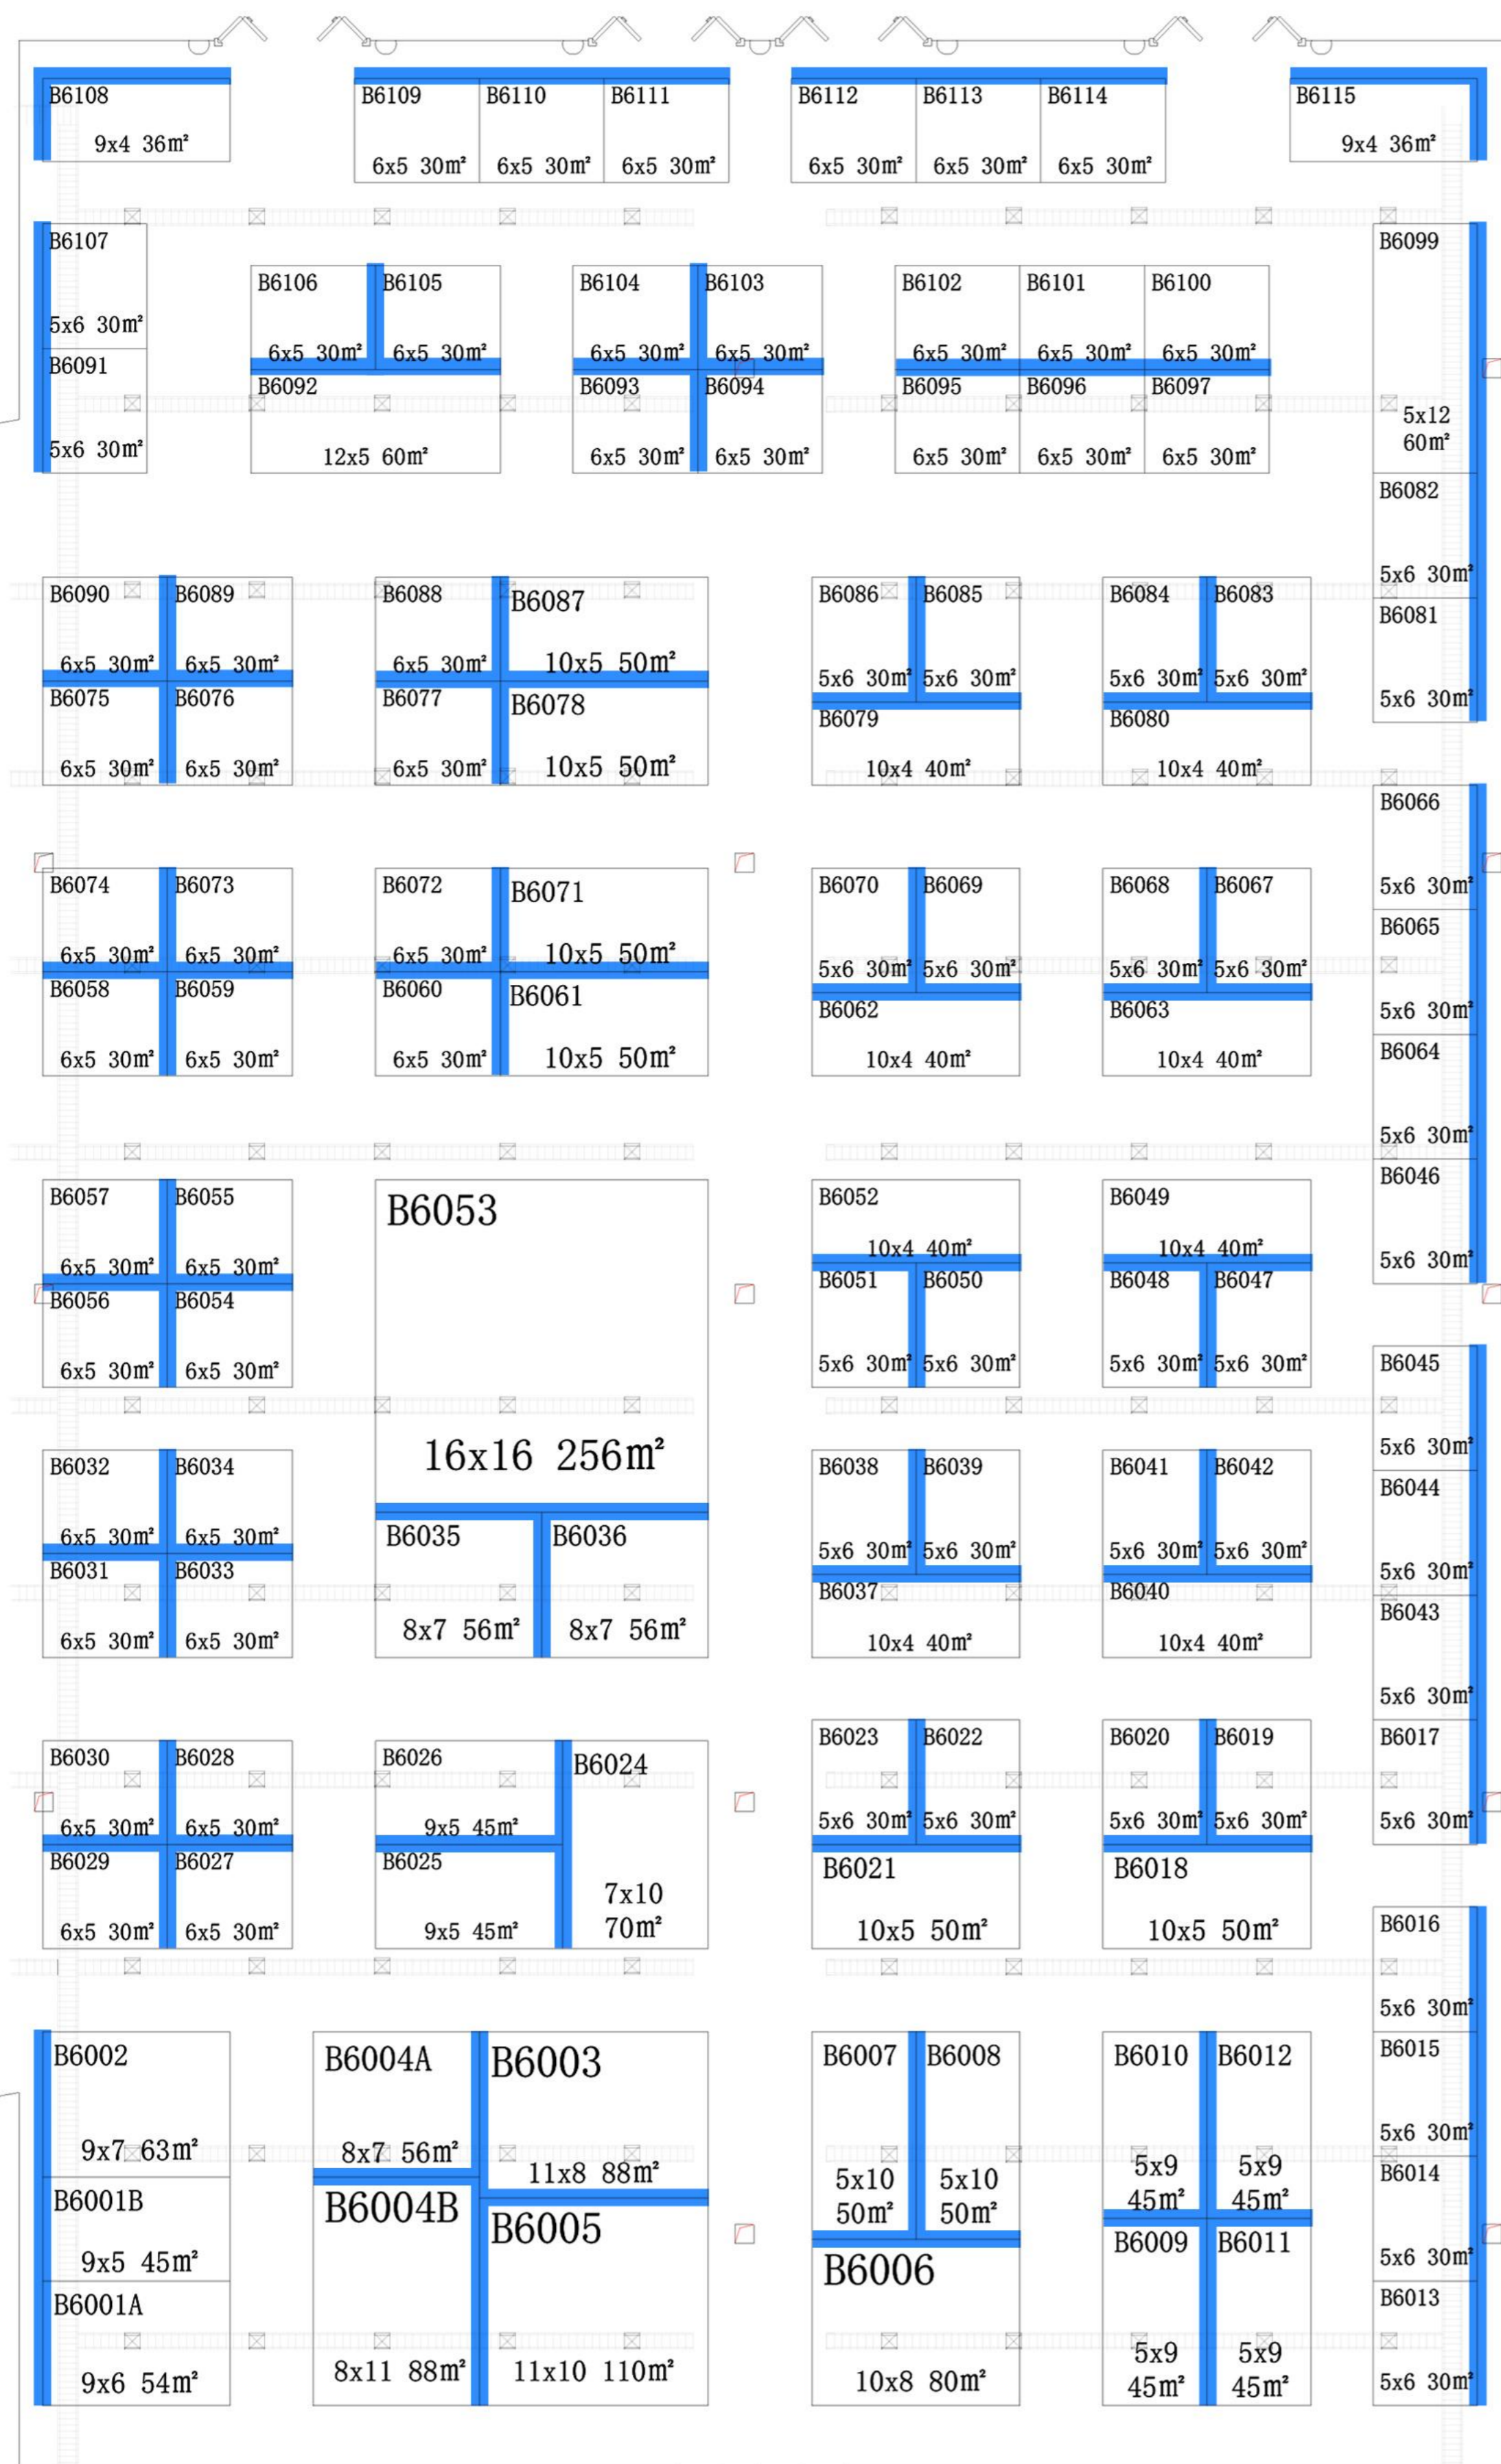 B6108
9x4 36㎡
B6109
6x5 30㎡
B6110
6x5 30㎡
B6111
6x5 30㎡
B6112
6x5 30㎡
B6113
6x5 30㎡
B6114
6x5 30㎡
B6115
9x4 36㎡
B6107
5x6 30㎡
B6091
5x6 30㎡
B6106
6x5 30㎡
B6105
6x5 30㎡
B6092
12x5 60㎡
B6104
6x5 30㎡
B6103
6x5 30㎡
B6093
6x5 30㎡
B6094
6x5 30㎡
B6102
6x5 30㎡
B6101
6x5 30㎡
B6100
6x5 30㎡
B6095
6x5 30㎡
B6096
6x5 30㎡
B6097
6x5 30㎡
B6099
5x12
60㎡
B6082
5x6 30㎡
B6081
5x6 30㎡
B6090
6x5 30㎡
B6089
6x5 30㎡
B6075
6x5 30㎡
B6076
6x5 30㎡
B6088
6x5 30㎡
B6087
10x5 50㎡
B6077
6x5 30㎡
B6078
10x5 50㎡
B6086
5x6 30㎡
B6085
5x6 30㎡
B6079
10x4 40㎡
B6084
5x6 30㎡
B6083
5x6 30㎡
B6080
10x4 40㎡
B6066
5x6 30㎡
B6065
5x6 30㎡
B6064
5x6 30㎡
B6046
5x6 30㎡
B6074
6x5 30㎡
B6073
6x5 30㎡
B6058
6x5 30㎡
B6059
6x5 30㎡
B6072
6x5 30㎡
B6071
10x5 50㎡
B6060
6x5 30㎡
B6061
10x5 50㎡
B6070
5x6 30㎡
B6069
5x6 30㎡
B6062
10x4 40㎡
B6068
5x6 30㎡
B6067
5x6 30㎡
B6063
10x4 40㎡
B6057
6x5 30㎡
B6055
6x5 30㎡
B6056
6x5 30㎡
B6054
6x5 30㎡
B6053
16x16 256㎡
B6035
8x7 56㎡
B6036
8x7 56㎡
B6052
10x4 40㎡
B6051
5x6 30㎡
B6050
5x6 30㎡
B6049
10x4 40㎡
B6048
5x6 30㎡
B6047
5x6 30㎡
B6045
5x6 30㎡
B6044
5x6 30㎡
B6043
5x6 30㎡
B6017
5x6 30㎡
B6032
6x5 30㎡
B6034
6x5 30㎡
B6031
6x5 30㎡
B6033
6x5 30㎡
B6038
5x6 30㎡
B6039
5x6 30㎡
B6037
10x4 40㎡
B6041
5x6 30㎡
B6042
5x6 30㎡
B6040
10x4 40㎡
B6030
6x5 30㎡
B6028
6x5 30㎡
B6029
6x5 30㎡
B6027
6x5 30㎡
B6026
9x5 45㎡
B6025
9x5 45㎡
B6024
7x10
70㎡
B6023
5x6 30㎡
B6022
5x6 30㎡
B6021
10x5 50㎡
B6020
5x6 30㎡
B6019
5x6 30㎡
B6018
10x5 50㎡
B6016
5x6 30㎡
B6015
5x6 30㎡
B6014
5x6 30㎡
B6013
5x6 30㎡
B6002
9x7 63㎡
B6001B
9x5 45㎡
B6001A
9x6 54㎡
B6004A
8x7 56㎡
B6003
11x8 88㎡
B6004B
8x11 88㎡
B6005
11x10 110㎡
B6007
5x10
50㎡
B6008
5x10
50㎡
B6006
10x8 80㎡
B6010
5x9
45㎡
B6012
5x9
45㎡
B6009
5x9
45㎡
B6011
5x9
45㎡